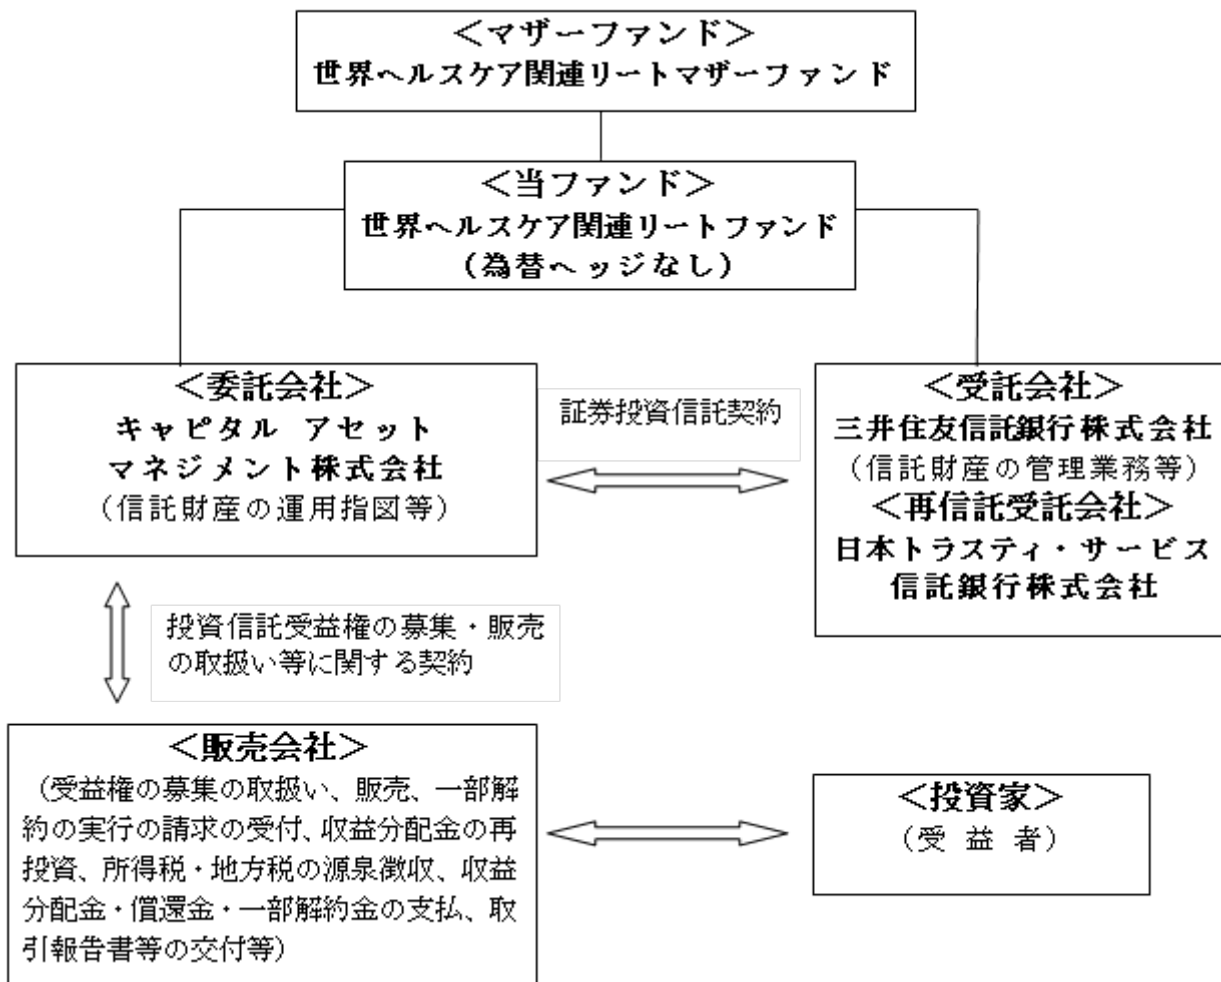 ＜マザーファンド＞
世界ヘルスケア関連リートマザーファンド
＜当ファンド＞
世界ヘルスケア関連リートファンド
（為替ヘッジなし）
＜委託会社＞
キャピタル アセット
マネジメント株式会社
（信託財産の運用指図等）
証券投資信託契約
＜受託会社＞
三井住友信託銀行株式会社
（信託財産の管理業務等）
＜再信託受託会社＞
日本トラスティ・サービス
信託銀行株式会社
投資信託受益権の募集・販売
の取扱い等に関する契約
＜販売会社＞
（受益権の募集の取扱い、販売、一部解
約の実行の請求の受付、収益分配金の再
投資、所得税・地方税の源泉徴収、収益
分配金・償還金・一部解約金の支払、取
引報告書等の交付等）
＜投資家＞
（受 益 者）